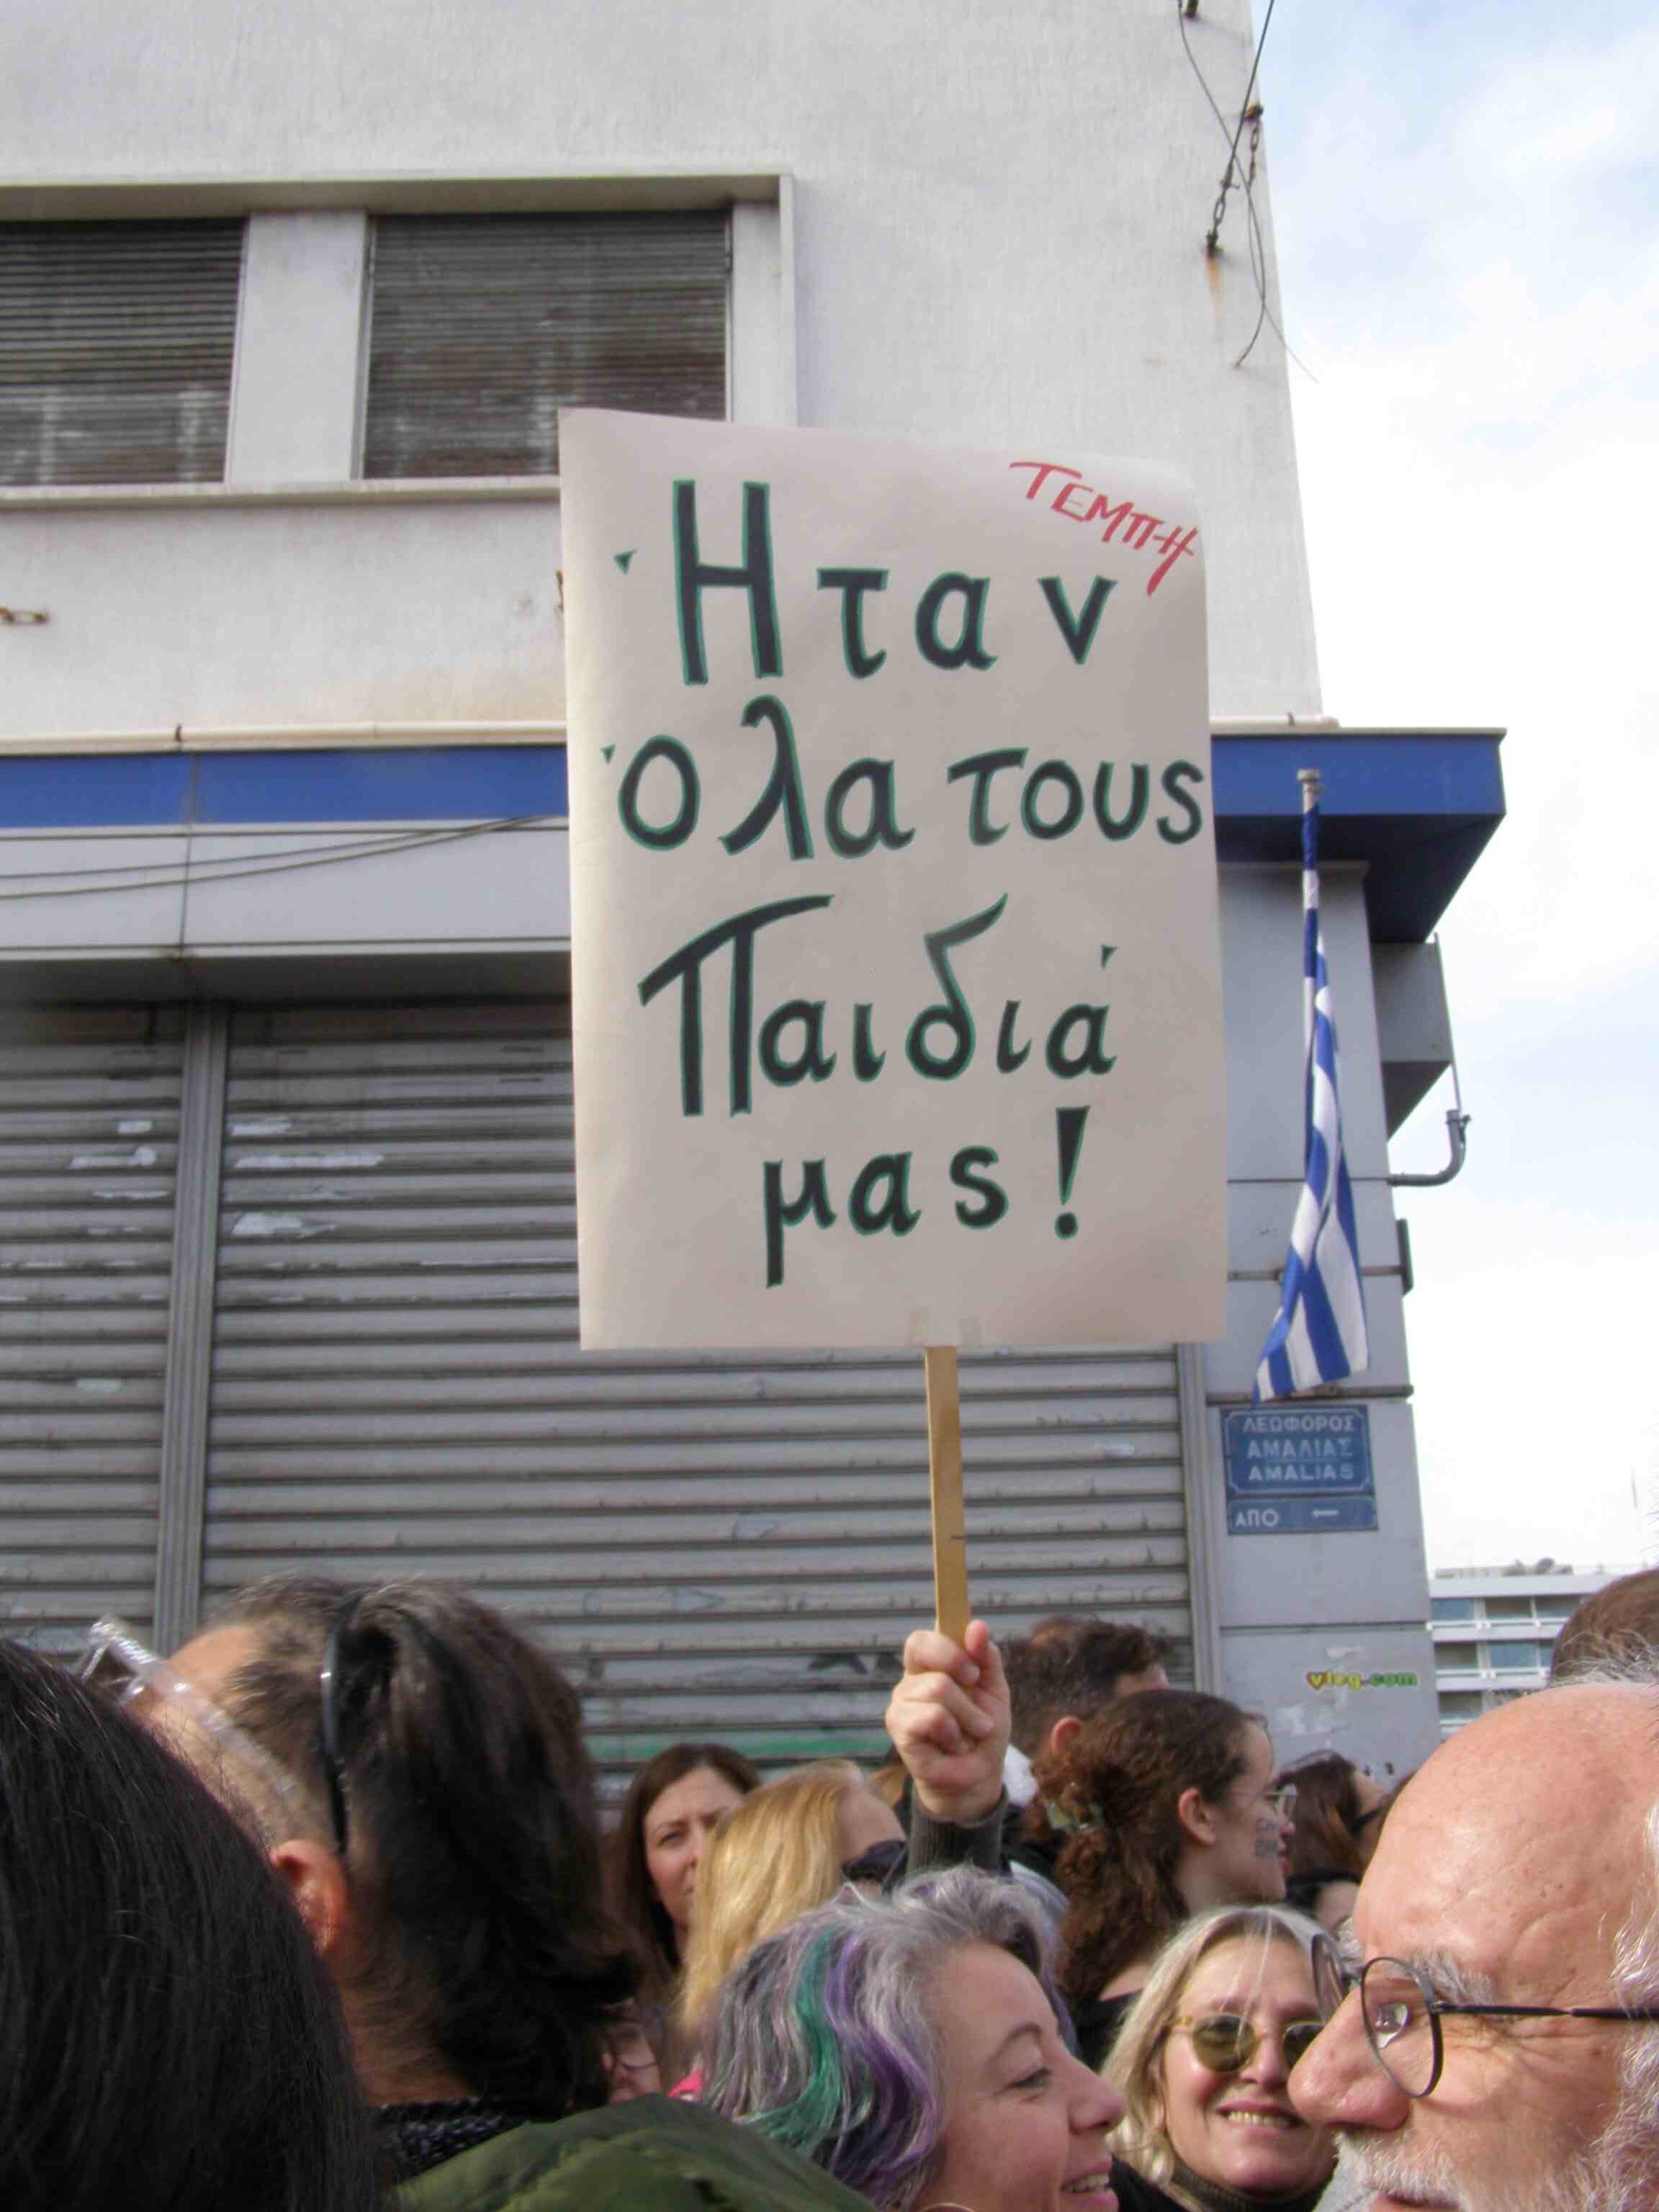 ΤΕΜΠΗ
Ήταν
όλα τους
Παιδιά
μας!
ΛΕΩΦΟΡΟΣ
ΑΜΑΛΙΑΣ
AMALIAS
ΑΠΟ ←
vlog.com